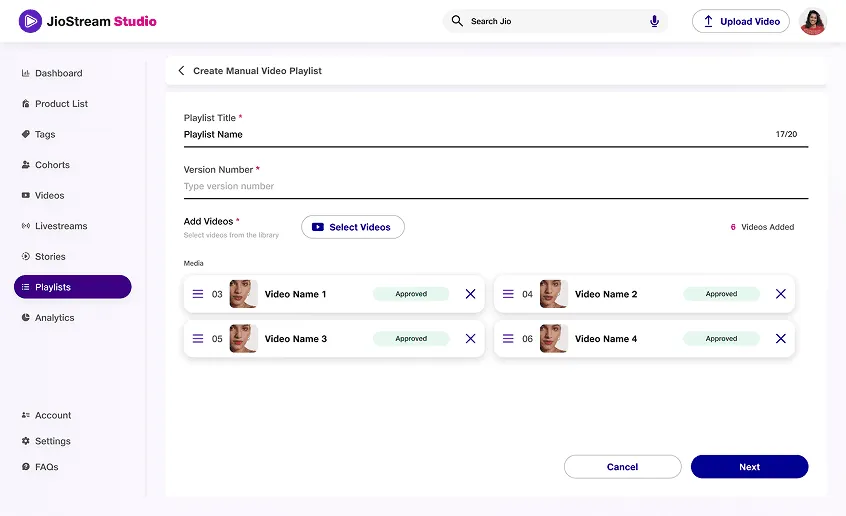 JioStream Studio
Search Jio
Upload Video
Dashboard
Product List
Tags
Cohorts
Videos
Livestreams
Stories
Playlists
Analytics
Account
Settings
FAQs
Create Manual Video Playlist
Playlist Title *
Playlist Name 17/20
Version Number *
Type version number
Add Videos *
Select videos from the library
Select Videos
6 Videos Added
Media
03 Video Name 1 Approved
04 Video Name 2 Approved
05 Video Name 3 Approved
06 Video Name 4 Approved
Cancel
Next